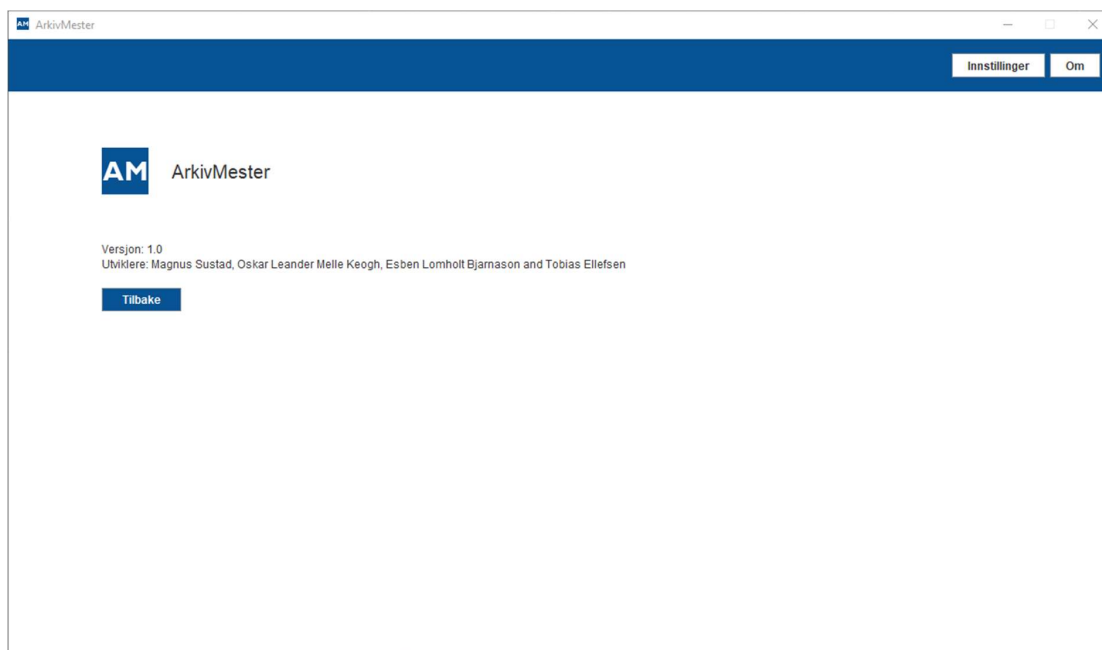 AM ArkivMester
Innstillinger Om
AM ArkivMester
Versjon: 1.0
Utviklere: Magnus Sustad, Oskar Leander Melle Keogh, Esben Lomholt Bjarnason and Tobias Ellefsen
Tilbake